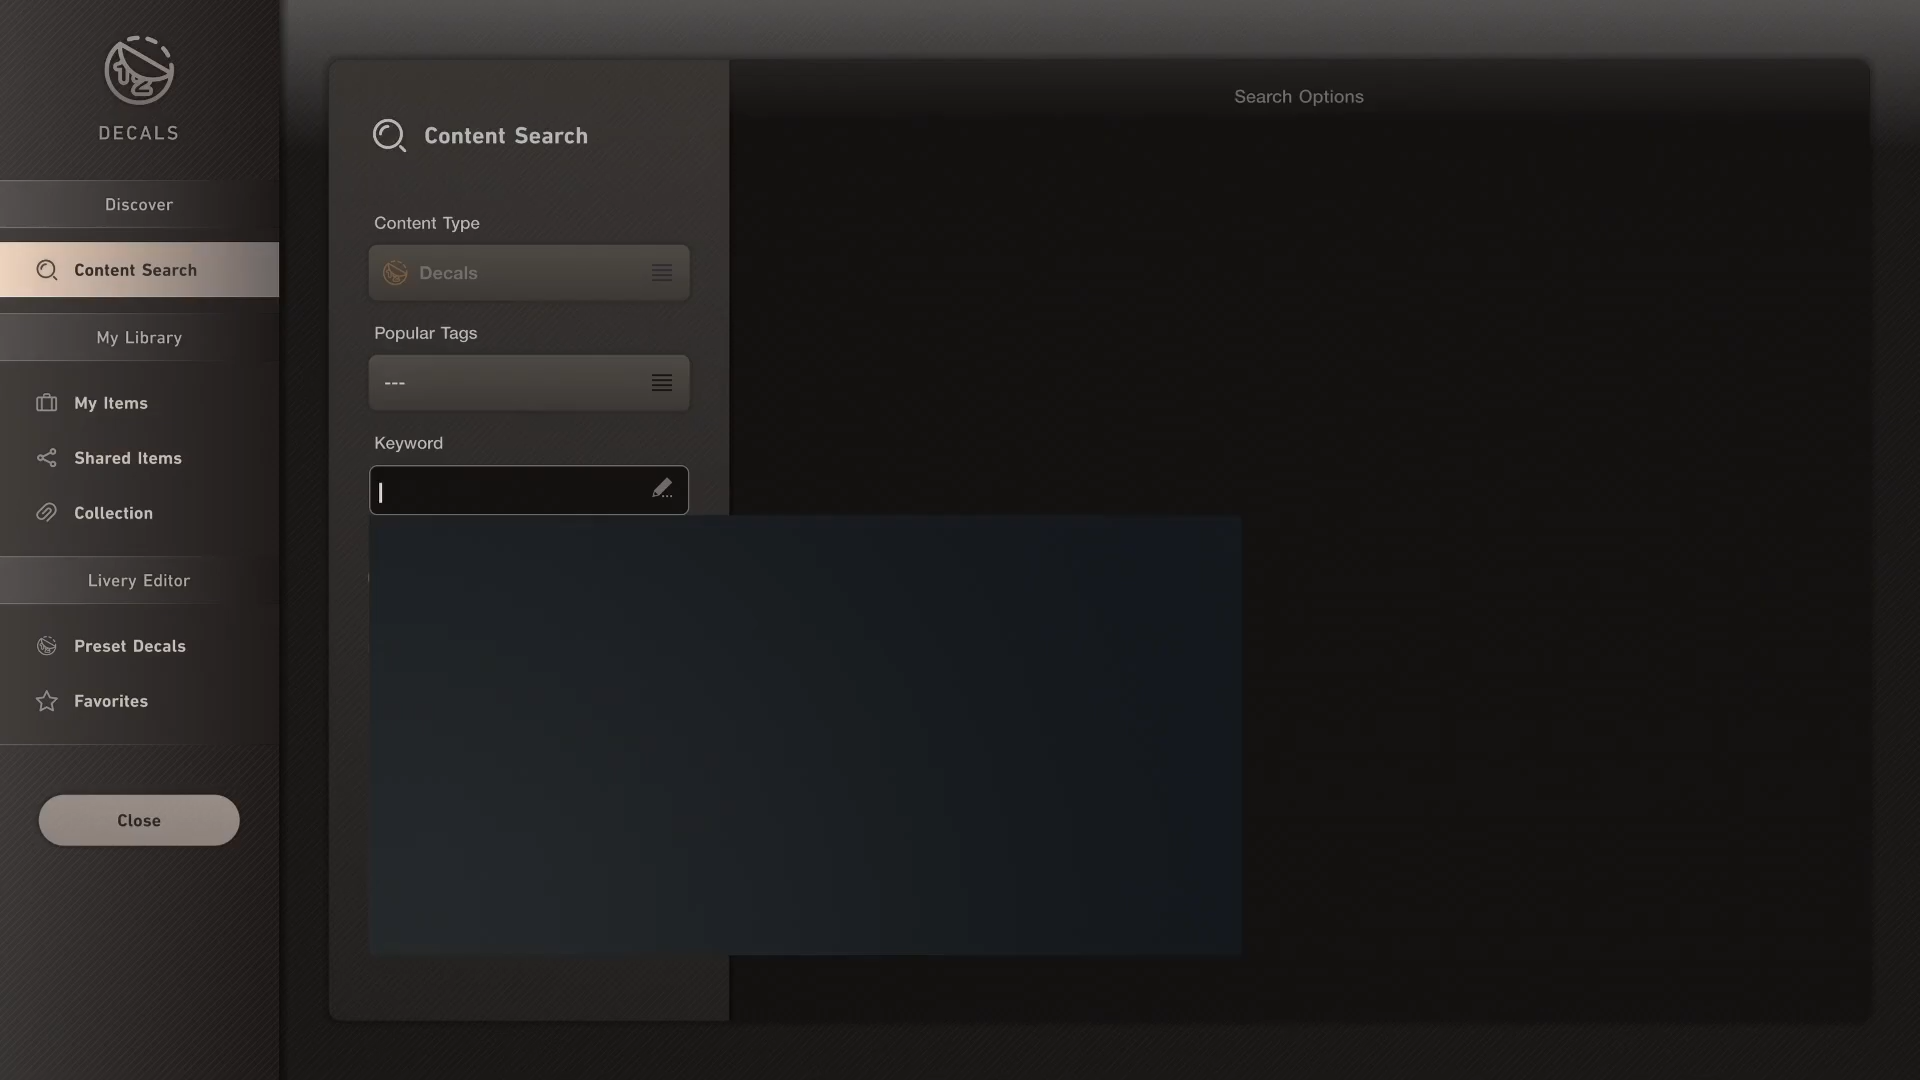 DECALS
Discover
Content Search
My Library
My Items
Shared Items
Collection
Livery Editor
Preset Decals
Favorites
Close
Content Search
Content Type
Decals
Popular Tags
---
Keyword
Search Options